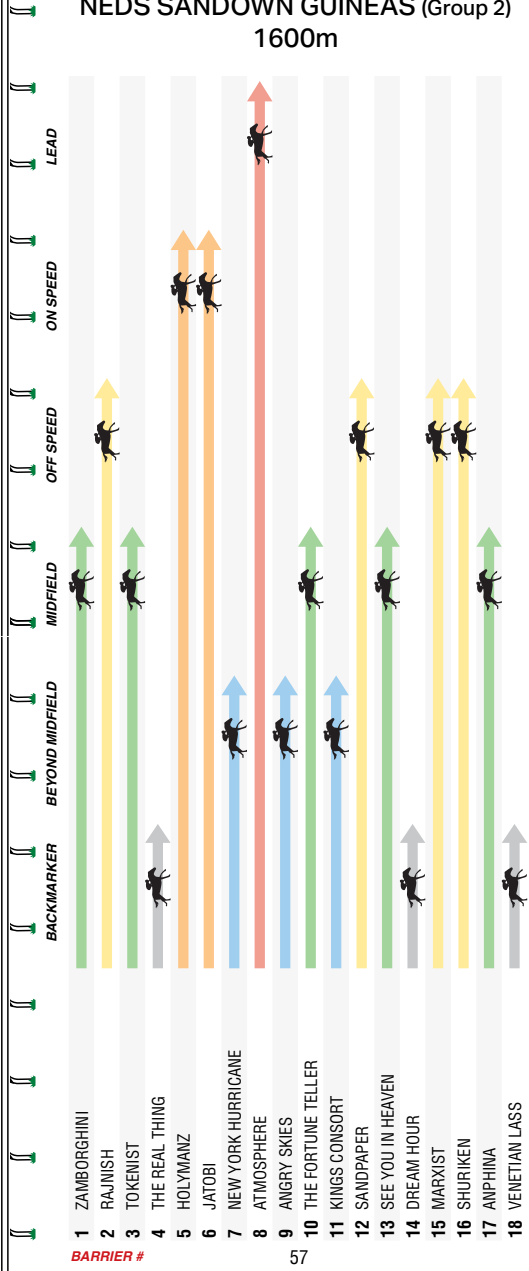 NEDS SANDOWN GUINEAS (Group 2)
1600m
LEAD
ON SPEED
OFF SPEED
MIDFIELD
BEYOND MIDFIELD
BACKMARKER
1 ZAMBORGHINI
2 RAJNISH
3 TOKENIST
4 THE REAL THING
5 HOLYMANZ
6 JATOBI
7 NEW YORK HURRICANE
8 ATMOSPHERE
9 ANGRY SKIES
10 THE FORTUNE TELLER
11 KINGS CONSORT
12 SANDPAPER
13 SEE YOU IN HEAVEN
14 DREAM HOUR
15 MARXIST
16 SHURIKEN
17 ANPHINA
18 VENETIAN LASS
BARRIER #
57